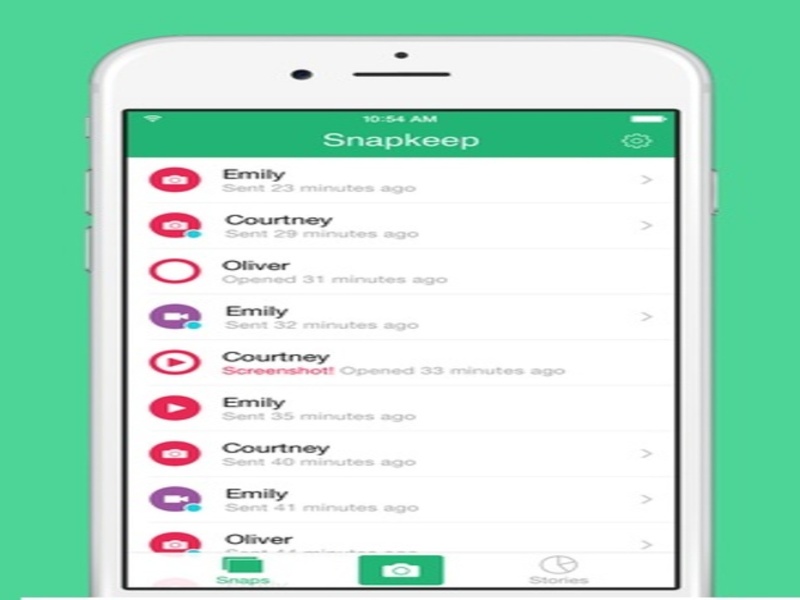 10:54 AM
Snapkeep
Emily
Sent 23 minutes ago
Courtney
Sent 29 minutes ago
Oliver
Opened 31 minutes ago
Emily
Sent 32 minutes ago
Courtney
Screenshot! Opened 33 minutes ago
Emily
Sent 35 minutes ago
Courtney
Sent 40 minutes ago
Emily
Sent 41 minutes ago
Oliver
Snaps
Stories